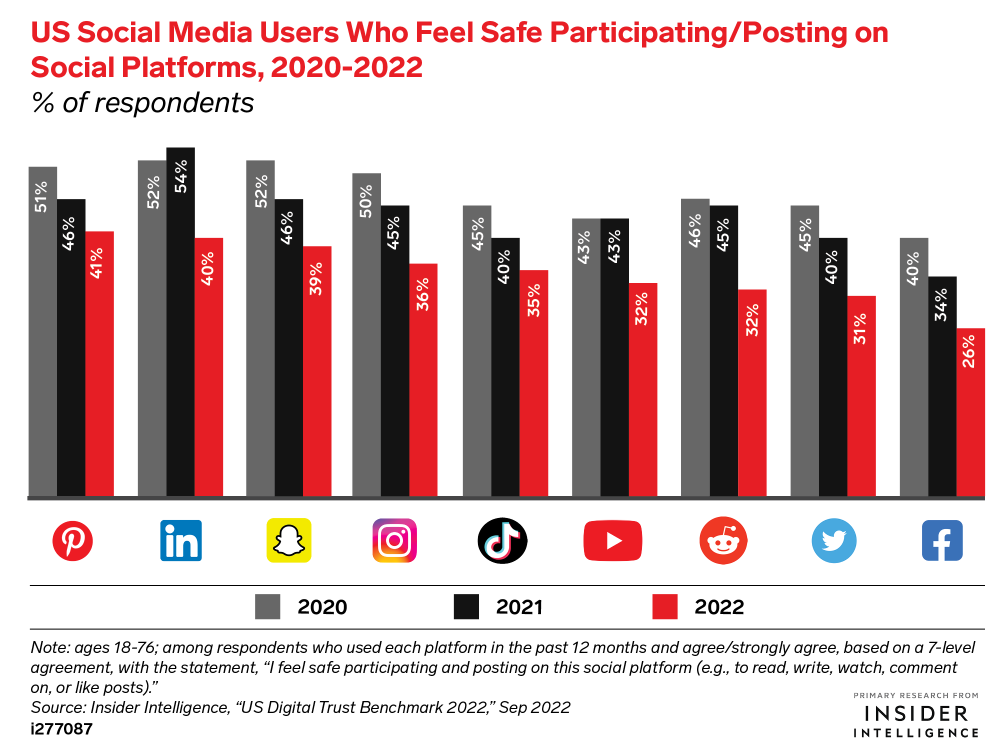 US Social Media Users Who Feel Safe Participating/Posting on
Social Platforms, 2020-2022
% of respondents
51%
46%
41%
52%
54%
40%
52%
46%
39%
50%
45%
36%
45%
40%
35%
43%
43%
32%
46%
45%
32%
45%
40%
31%
40%
34%
26%
in
2020
2021
2022
Note: ages 18-76; among respondents who used each platform in the past 12 months and agree/strongly agree, based on a 7-level
agreement, with the statement, “I feel safe participating and posting on this social platform (e.g., to read, write, watch, comment
on, or like posts).”
Source: Insider Intelligence, “US Digital Trust Benchmark 2022,” Sep 2022
i277087
PRIMARY RESEARCH FROM
INSIDER
INTELLIGENCE